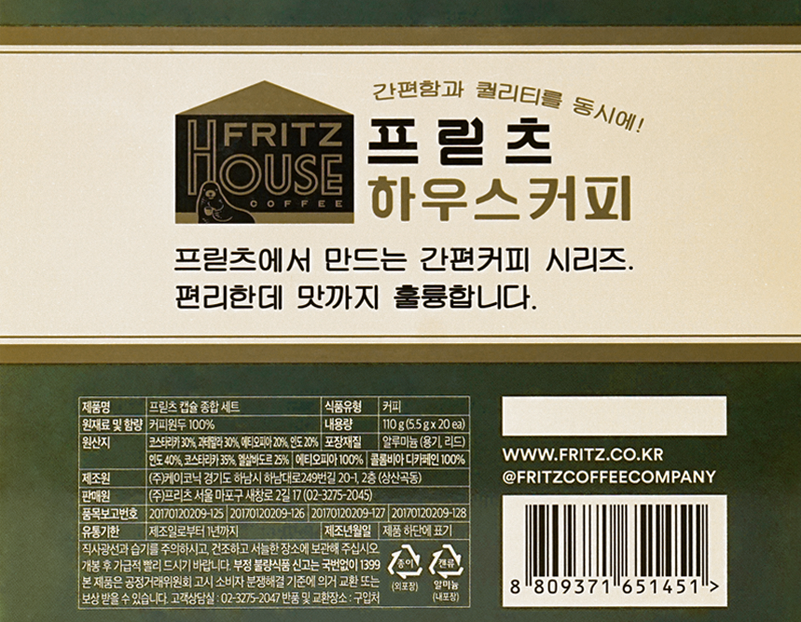 간편함과 퀄리티를 동시에!
FRITZ
HOUSE
COFFEE
프릳츠
하우스커피
프릳츠에서 만드는 간편커피 시리즈.
편리한데 맛까지 훌륭합니다.
제품명 프릳츠 캡슐 종합 세트 식품유형 커피
원재료 및 함량 커피원두 100% 내용량 110 g (5.5 g x 20 ea)
원산지 코스타리카 30%, 과테말라 30%, 에티오피아 20%, 인도 20% 포장재질 알루미늄 (용기, 리드)
인도 40%, 코스타리카 35%, 엘살바도르 25% 에티오피아 100% 콜롬비아 디카페인 100%
제조원 (주)케이코닉 경기도 하남시 하남대로249번길 20-1, 2층 (상산곡동)
판매원 (주)프리츠 서울 마포구 새창로 2길 17 (02-3275-2045)
품목보고번호 20170120209-125 20170120209-126 20170120209-127 20170120209-128
유통기한 제조일로부터 1년까지 제조년월일 제품 하단에 표기
직사광선과 습기를 주의하시고, 건조하고 서늘한 장소에 보관해 주십시오.
개봉 후 가급적 빨리 드시기 바랍니다. 부정 불량식품 신고는 국번없이 1399
본 제품은 공정거래위원회 고시 소비자 분쟁해결 기준에 의거 교환 또는
보상 받을 수 있습니다. 고객상담실 : 02-3275-2047 반품 및 교환장소 : 구입처
종이
(외포장)
캔류
알미늄
(내포장)
WWW.FRITZ.CO.KR
@FRITZCOFFEECOMPANY
8 809371 651451 >